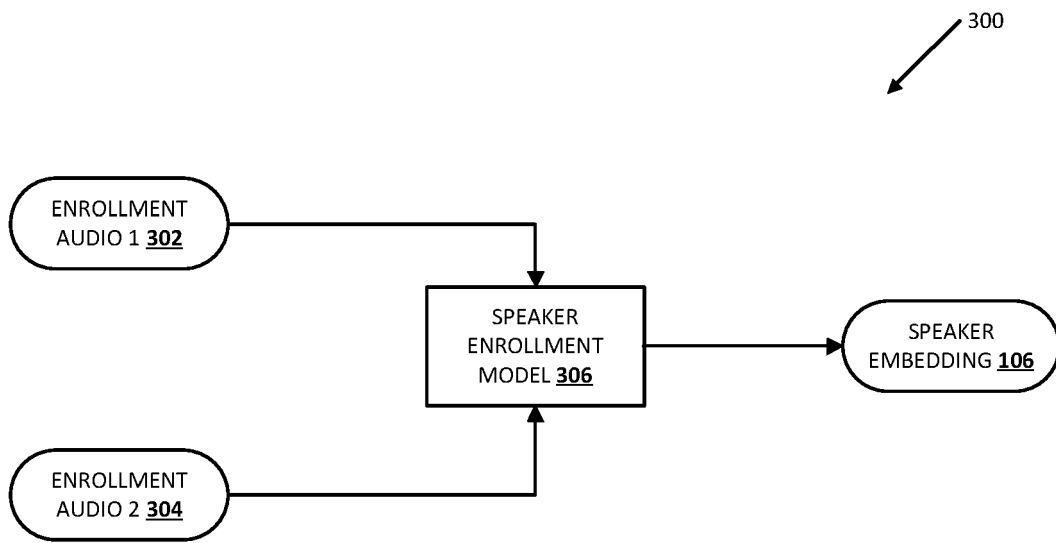 300
ENROLLMENT
AUDIO 1 302
SPEAKER
ENROLLMENT
MODEL 306
SPEAKER
EMBEDDING 106
ENROLLMENT
AUDIO 2 304